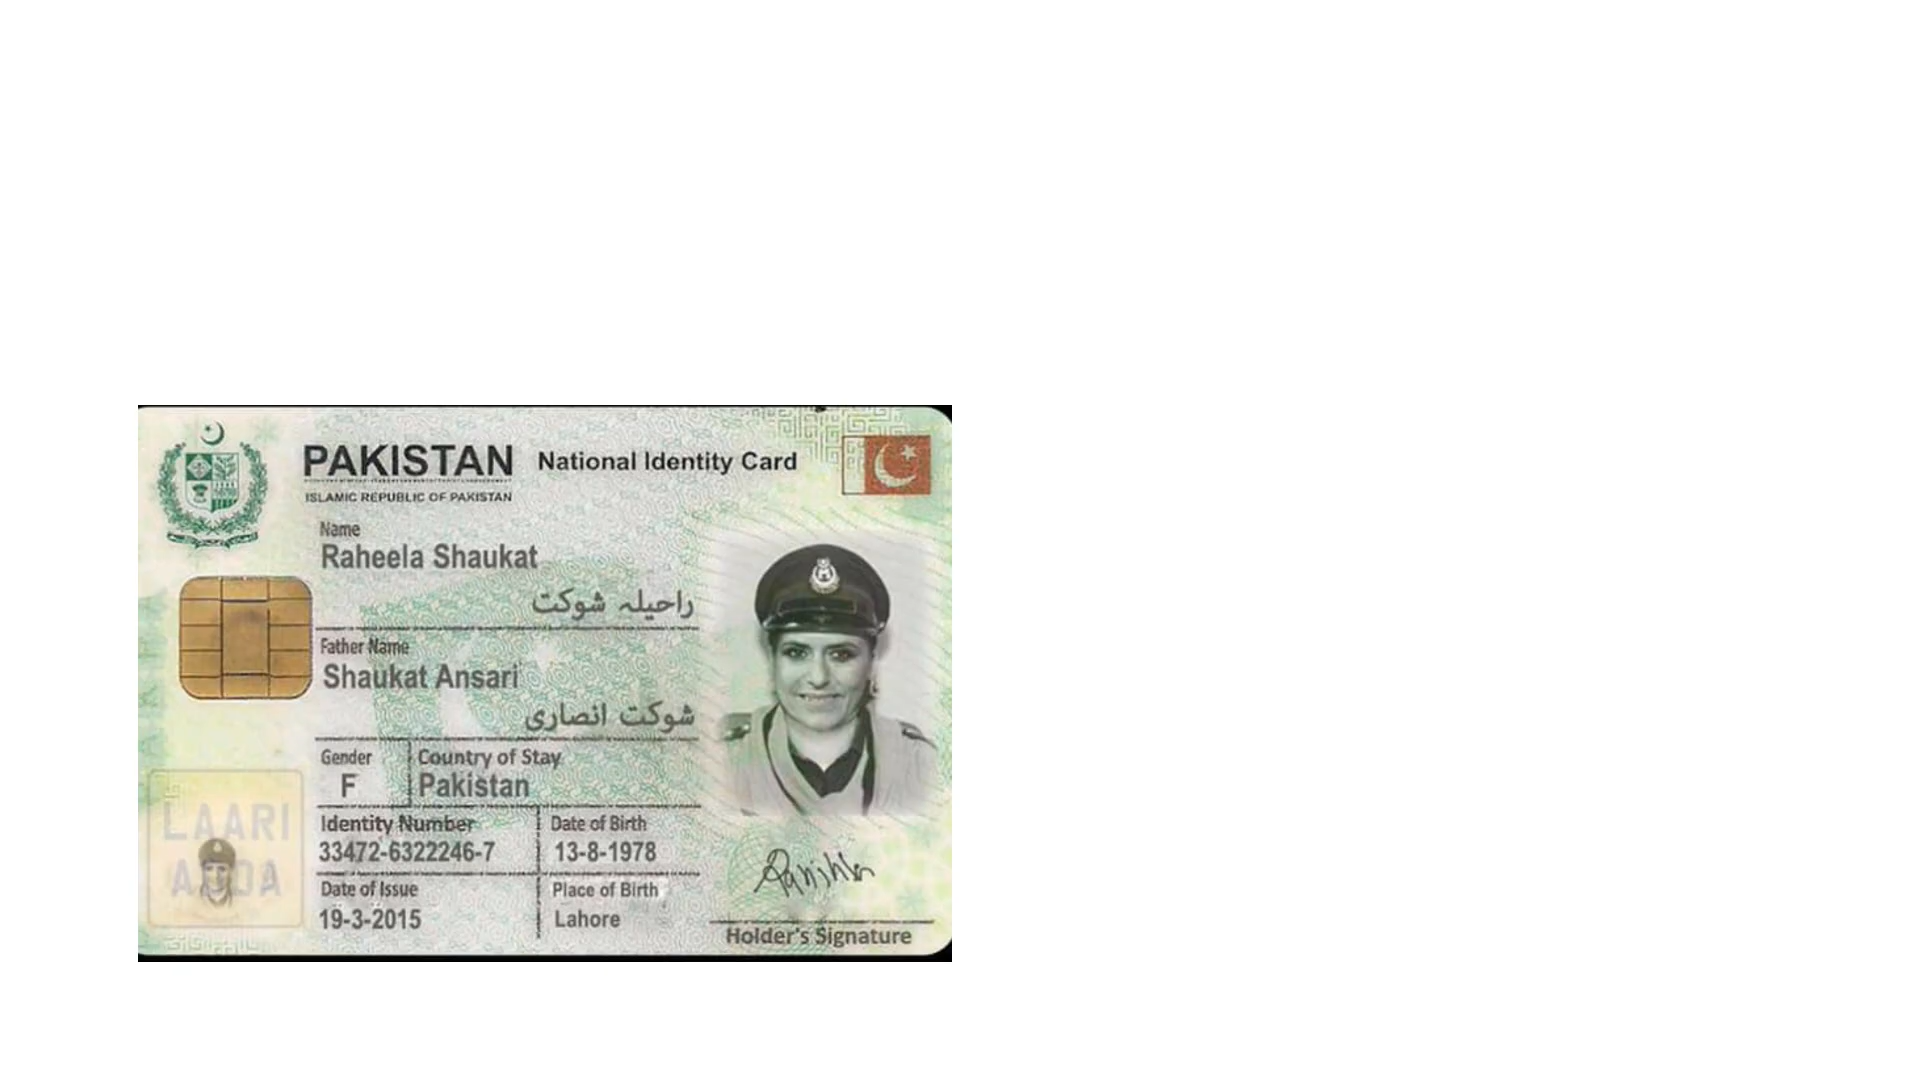 PAKISTAN National Identity Card
ISLAMIC REPUBLIC OF PAKISTAN
Name
Raheela Shaukat
راحیلہ شوکت
Father Name
Shaukat Ansari
شوکت انصاری
Gender Country of Stay
F Pakistan
Identity Number Date of Birth
33472-6322246-7 13-8-1978
Date of Issue Place of Birth
19-3-2015 Lahore
LAARI
ADDA
Holder's Signature